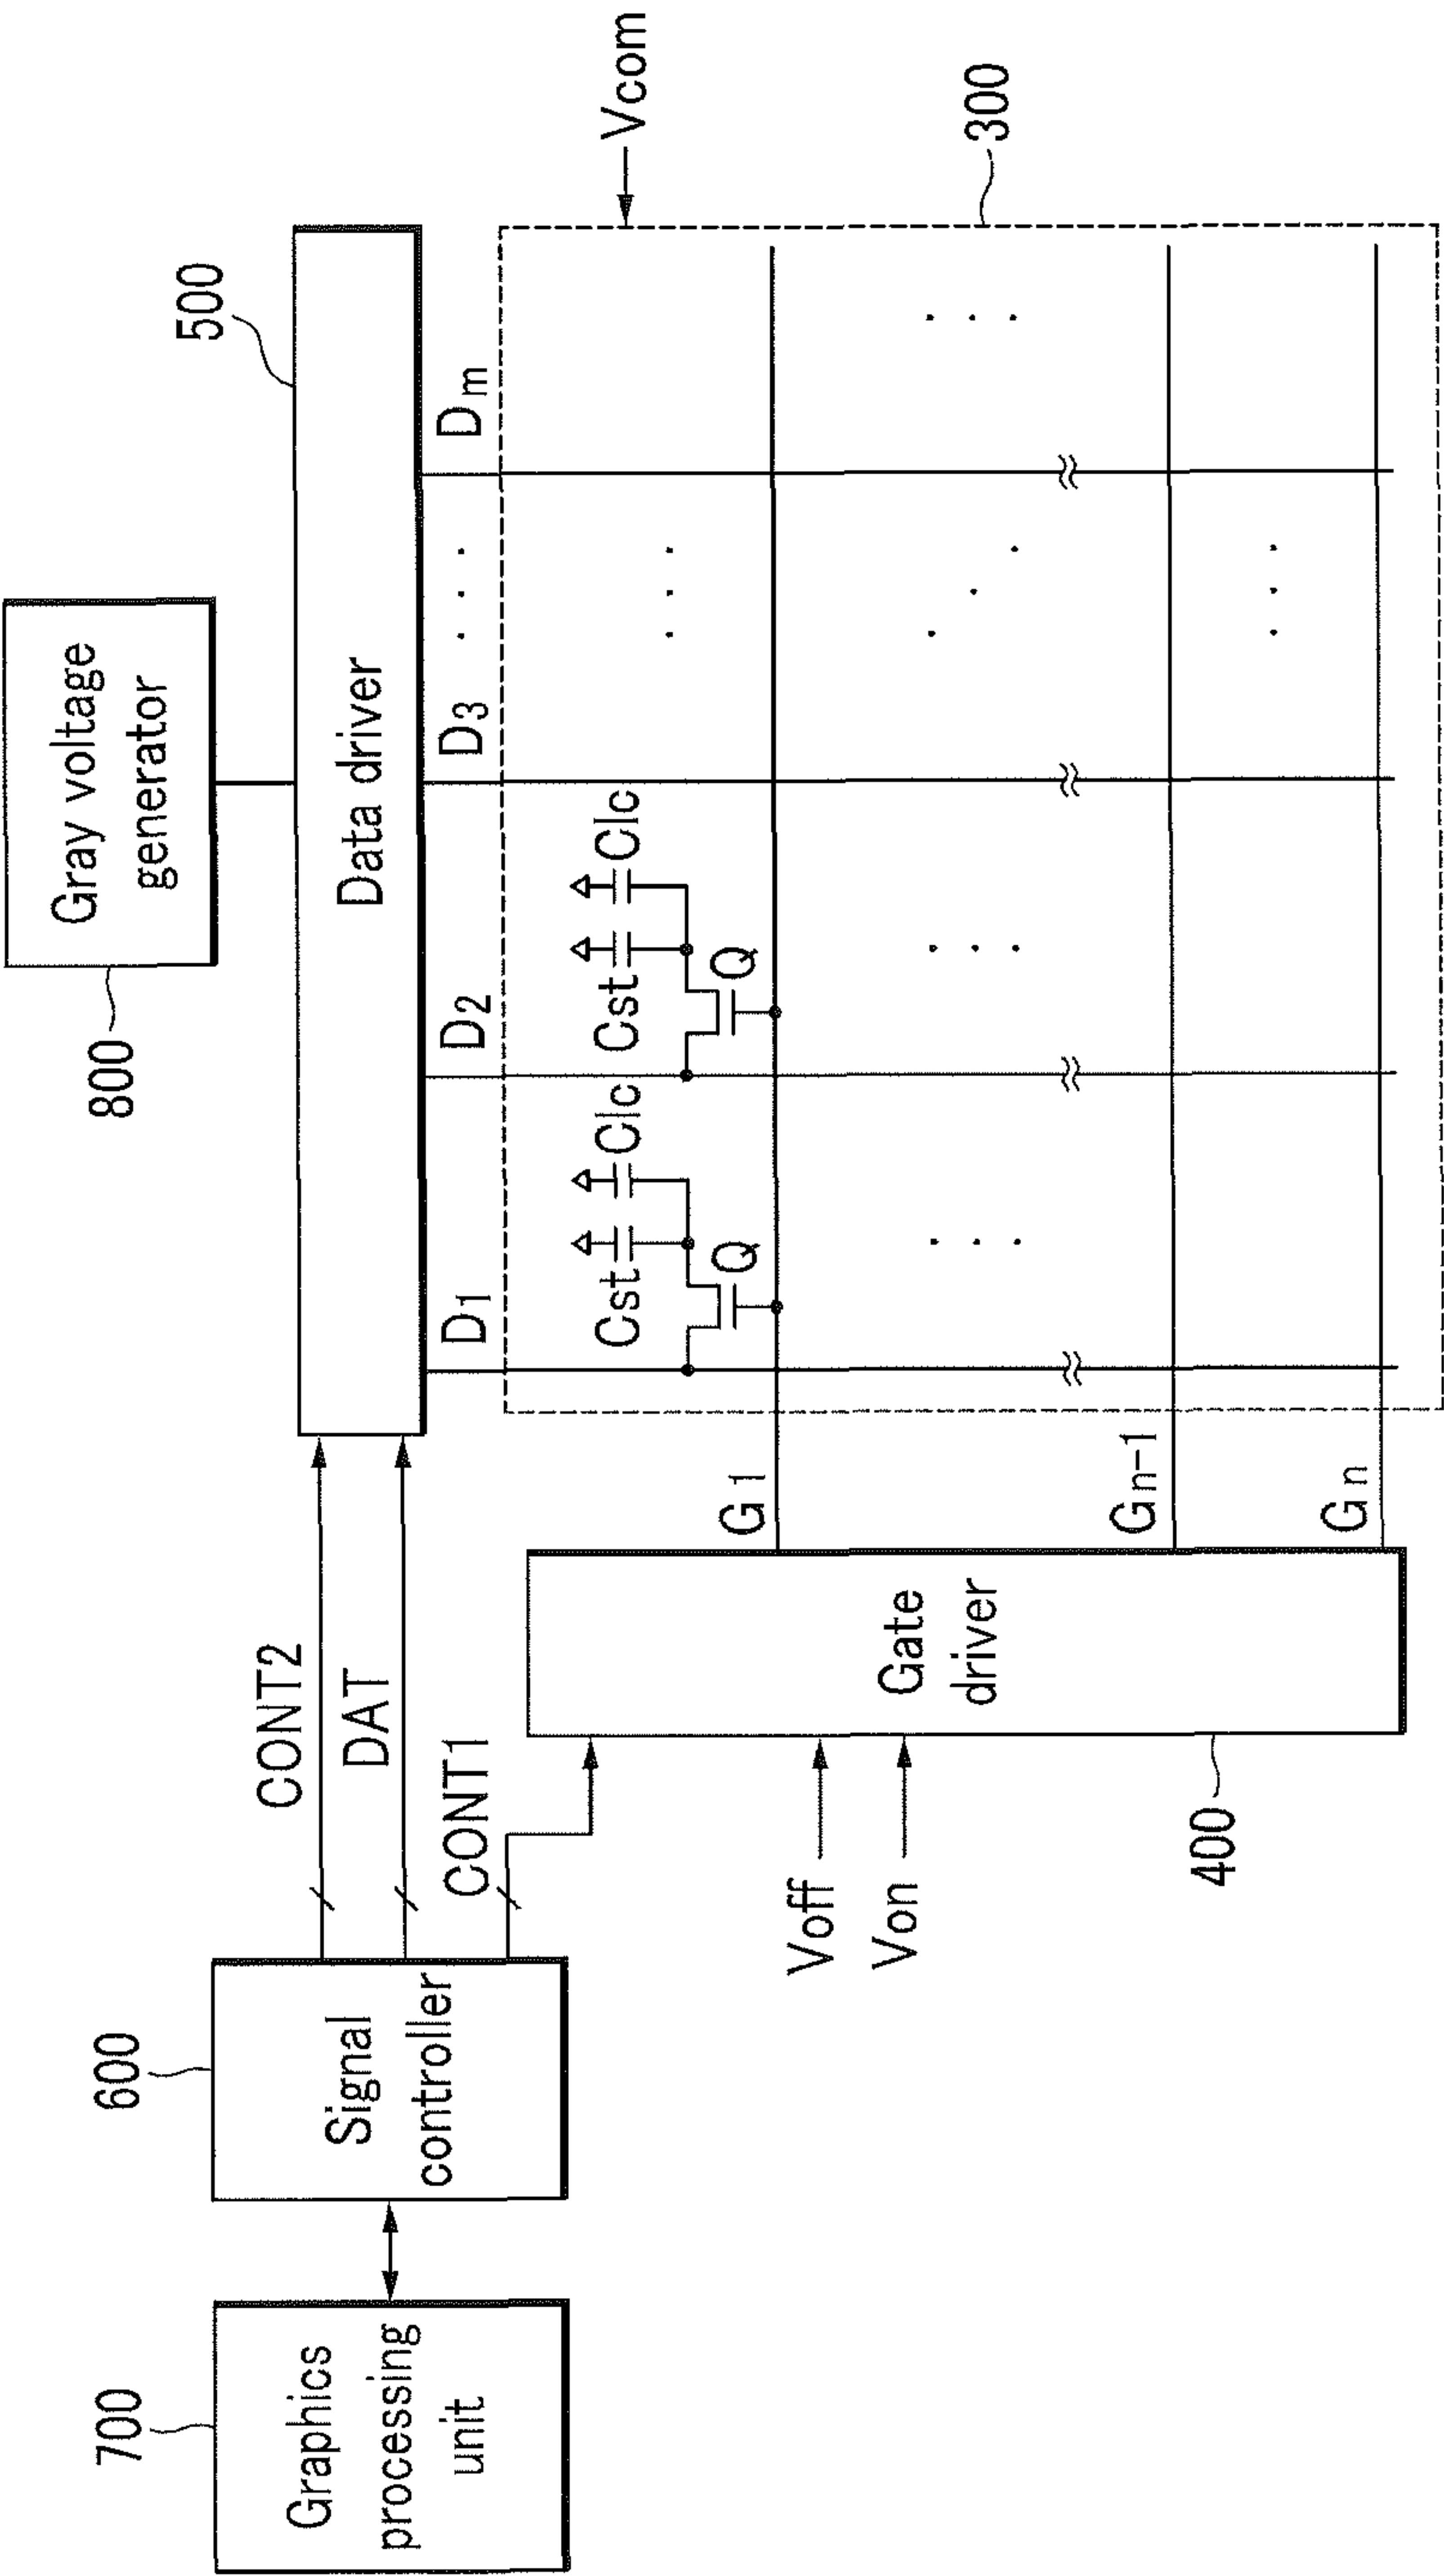 800
Gray voltage
generator
500
Data driver
700
Graphics
processing
unit
600
Signal
controller
CONT2
DAT
CONT1
D1
D2
D3
. . .
Dm
Vcom
300
Cst
Clc
Q
Cst
Clc
Q
G1
Gn-1
Gn
Gate
driver
Voff
Von
400